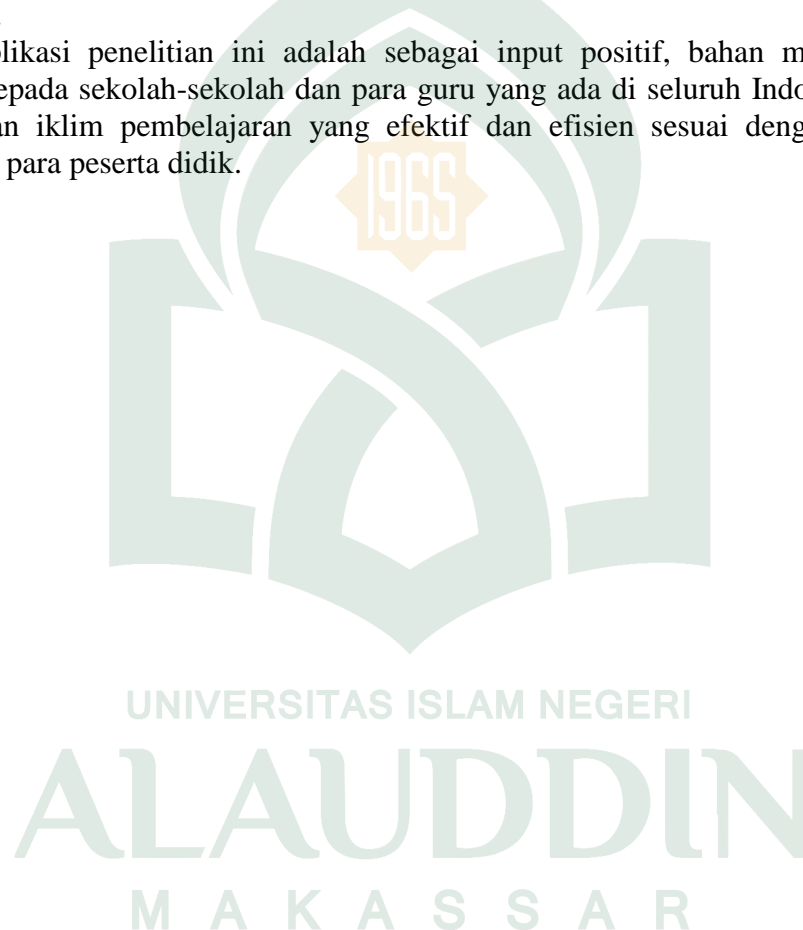 plikasi penelitian ini adalah sebagai input positif, bahan m
epada sekolah-sekolah dan para guru yang ada di seluruh Indo
an iklim pembelajaran yang efektif dan efisien sesuai deng
para peserta didik.
1965
UNIVERSITAS ISLAM NEGERI
ALAUDDIN
MAKASSAR